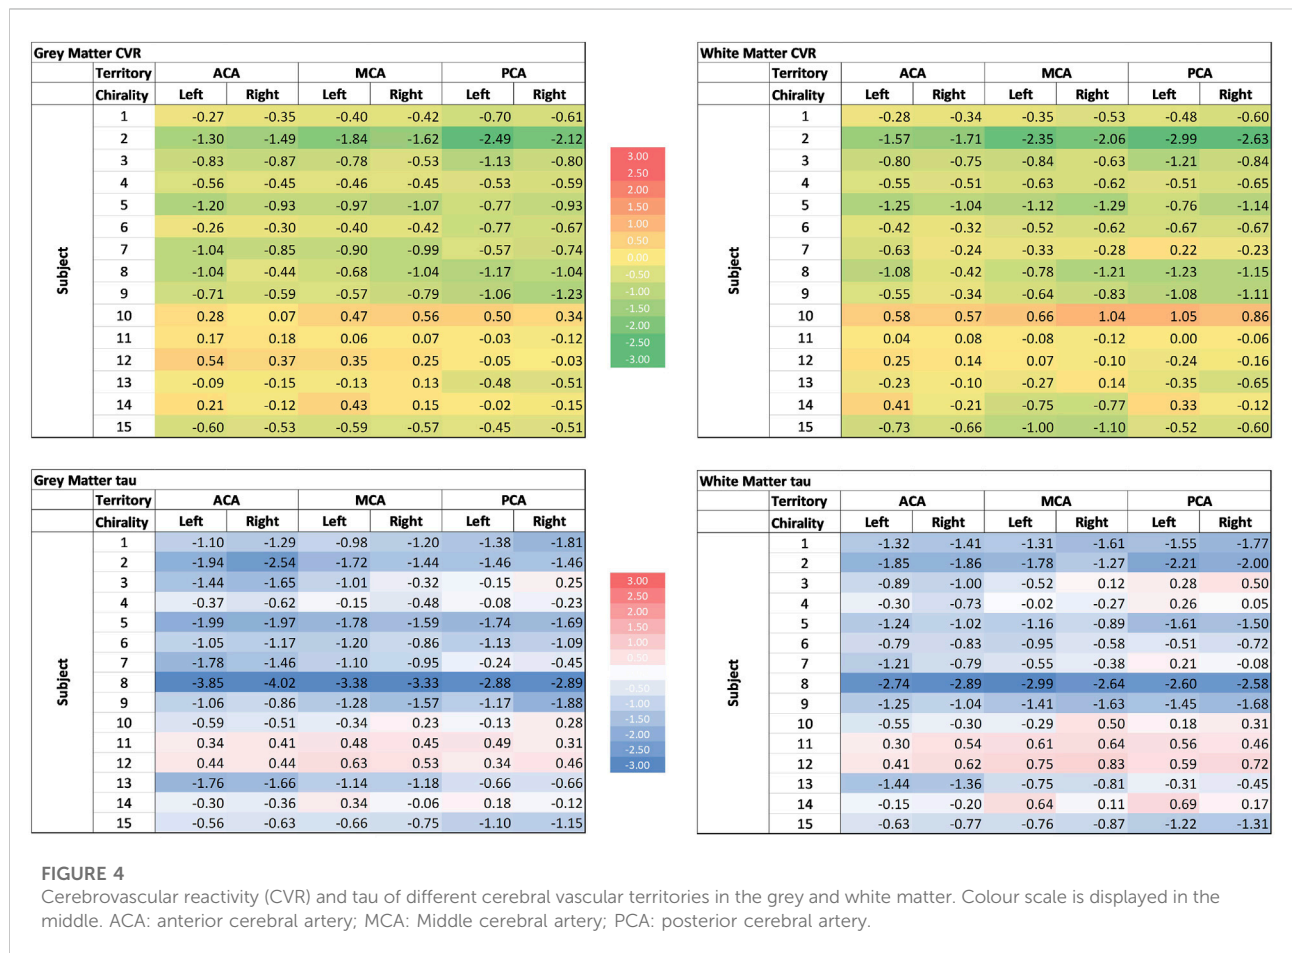 Grey Matter CVR
Territory ACA MCA PCA
Chirality Left Right Left Right Left Right
Subject
1 -0.27 -0.35 -0.40 -0.42 -0.70 -0.61
2 -1.30 -1.49 -1.84 -1.62 -2.49 -2.12
3 -0.83 -0.87 -0.78 -0.53 -1.13 -0.80
4 -0.56 -0.45 -0.46 -0.45 -0.53 -0.59
5 -1.20 -0.93 -0.97 -1.07 -0.77 -0.93
6 -0.26 -0.30 -0.40 -0.42 -0.77 -0.67
7 -1.04 -0.85 -0.90 -0.99 -0.57 -0.74
8 -1.04 -0.44 -0.68 -1.04 -1.17 -1.04
9 -0.71 -0.59 -0.57 -0.79 -1.06 -1.23
10 0.28 0.07 0.47 0.56 0.50 0.34
11 0.17 0.18 0.06 0.07 -0.03 -0.12
12 0.54 0.37 0.35 0.25 -0.05 -0.03
13 -0.09 -0.15 -0.13 0.13 -0.48 -0.51
14 0.21 -0.12 0.43 0.15 -0.02 -0.15
15 -0.60 -0.53 -0.59 -0.57 -0.45 -0.51
3.00
2.50
2.00
1.50
1.00
0.50
0.00
-0.50
-1.00
-1.50
-2.00
-2.50
-3.00
White Matter CVR
Territory ACA MCA PCA
Chirality Left Right Left Right Left Right
Subject
1 -0.28 -0.34 -0.35 -0.53 -0.48 -0.60
2 -1.57 -1.71 -2.35 -2.06 -2.99 -2.63
3 -0.80 -0.75 -0.84 -0.63 -1.21 -0.84
4 -0.55 -0.51 -0.63 -0.62 -0.51 -0.65
5 -1.25 -1.04 -1.12 -1.29 -0.76 -1.14
6 -0.42 -0.32 -0.52 -0.62 -0.67 -0.67
7 -0.63 -0.24 -0.33 -0.28 0.22 -0.23
8 -1.08 -0.42 -0.78 -1.21 -1.23 -1.15
9 -0.55 -0.34 -0.64 -0.83 -1.08 -1.11
10 0.58 0.57 0.66 1.04 1.05 0.86
11 0.04 0.08 -0.08 -0.12 0.00 -0.06
12 0.25 0.14 0.07 -0.10 -0.24 -0.16
13 -0.23 -0.10 -0.27 0.14 -0.35 -0.65
14 0.41 -0.21 -0.75 -0.77 0.33 -0.12
15 -0.73 -0.66 -1.00 -1.10 -0.52 -0.60
Grey Matter tau
Territory ACA MCA PCA
Chirality Left Right Left Right Left Right
Subject
1 -1.10 -1.29 -0.98 -1.20 -1.38 -1.81
2 -1.94 -2.54 -1.72 -1.44 -1.46 -1.46
3 -1.44 -1.65 -1.01 -0.32 -0.15 0.25
4 -0.37 -0.62 -0.15 -0.48 -0.08 -0.23
5 -1.99 -1.97 -1.78 -1.59 -1.74 -1.69
6 -1.05 -1.17 -1.20 -0.86 -1.13 -1.09
7 -1.78 -1.46 -1.10 -0.95 -0.24 -0.45
8 -3.85 -4.02 -3.38 -3.33 -2.88 -2.89
9 -1.06 -0.86 -1.28 -1.57 -1.17 -1.88
10 -0.59 -0.51 -0.34 0.23 -0.13 0.28
11 0.34 0.41 0.48 0.45 0.49 0.31
12 0.44 0.44 0.63 0.53 0.34 0.46
13 -1.76 -1.66 -1.14 -1.18 -0.66 -0.66
14 -0.30 -0.36 0.34 -0.06 0.18 -0.12
15 -0.56 -0.63 -0.66 -0.75 -1.10 -1.15
3.00
2.50
2.00
1.50
1.00
0.50
-0.50
-1.00
-1.50
-2.00
-2.50
-3.00
White Matter tau
Territory ACA MCA PCA
Chirality Left Right Left Right Left Right
Subject
1 -1.32 -1.41 -1.31 -1.61 -1.55 -1.77
2 -1.85 -1.86 -1.78 -1.27 -2.21 -2.00
3 -0.89 -1.00 -0.52 0.12 0.28 0.50
4 -0.30 -0.73 -0.02 -0.27 0.26 0.05
5 -1.24 -1.02 -1.16 -0.89 -1.61 -1.50
6 -0.79 -0.83 -0.95 -0.58 -0.51 -0.72
7 -1.21 -0.79 -0.55 -0.38 0.21 -0.08
8 -2.74 -2.89 -2.99 -2.64 -2.60 -2.58
9 -1.25 -1.04 -1.41 -1.63 -1.45 -1.68
10 -0.55 -0.30 -0.29 0.50 0.18 0.31
11 0.30 0.54 0.61 0.64 0.56 0.46
12 0.41 0.62 0.75 0.83 0.59 0.72
13 -1.44 -1.36 -0.75 -0.81 -0.31 -0.45
14 -0.15 -0.20 0.64 0.11 0.69 0.17
15 -0.63 -0.77 -0.76 -0.87 -1.22 -1.31
FIGURE 4
Cerebrovascular reactivity (CVR) and tau of different cerebral vascular territories in the grey and white matter. Colour scale is displayed in the
middle. ACA: anterior cerebral artery; MCA: Middle cerebral artery; PCA: posterior cerebral artery.